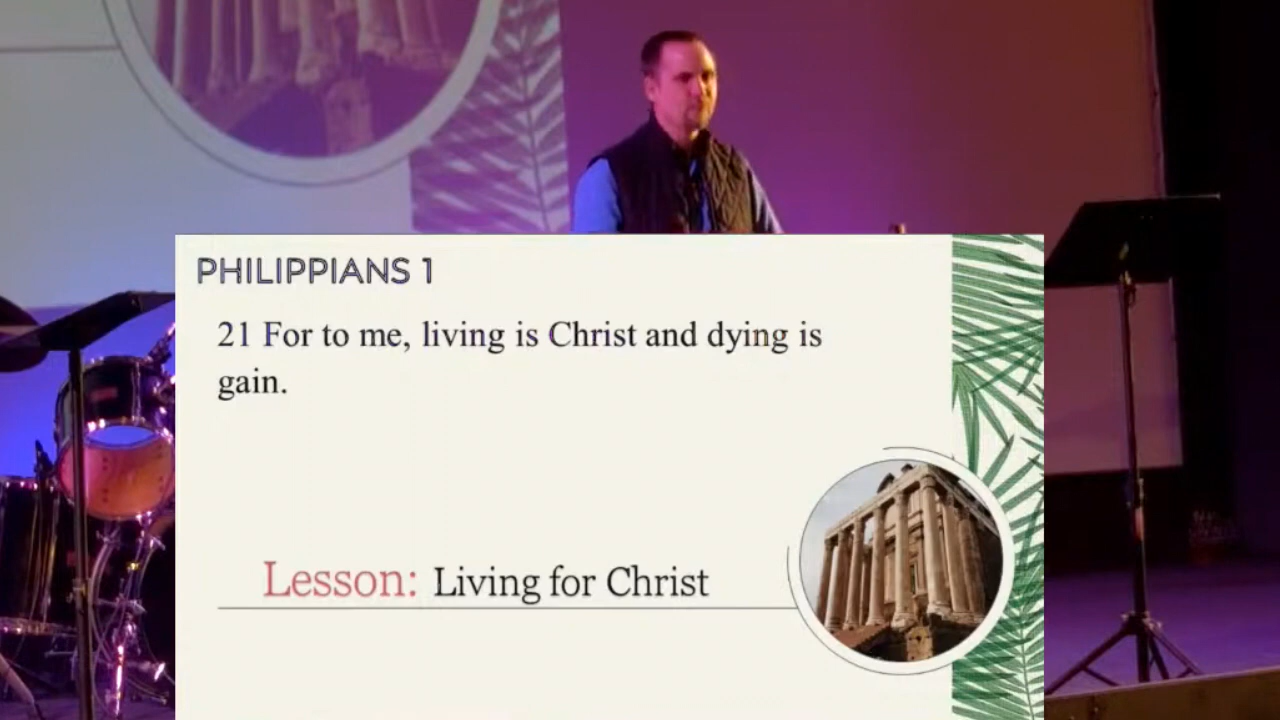 PHILIPPIANS 1
21 For to me, living is Christ and dying is
gain.
Lesson: Living for Christ